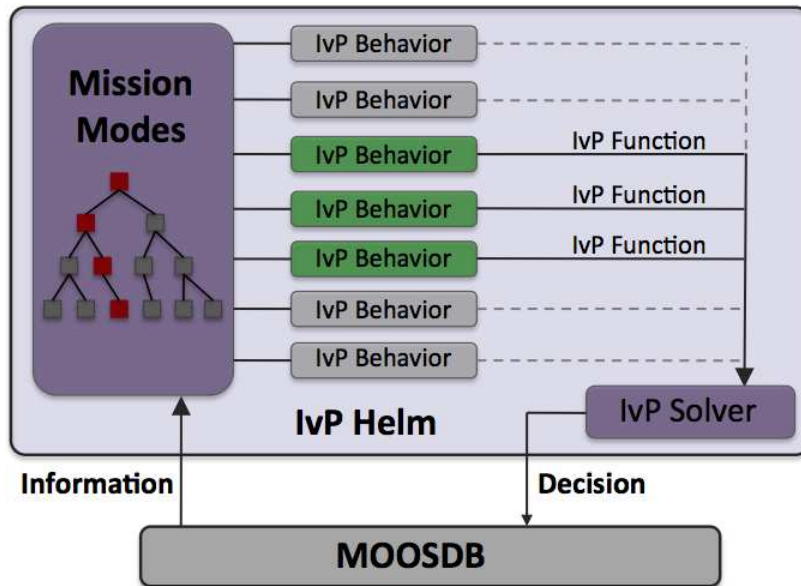 Mission
Modes
IvP Behavior
IvP Behavior
IvP Behavior
IvP Function
IvP Behavior
IvP Function
IvP Behavior
IvP Function
IvP Behavior
IvP Behavior
IvP Helm
IvP Solver
Information
Decision
MOOSDB